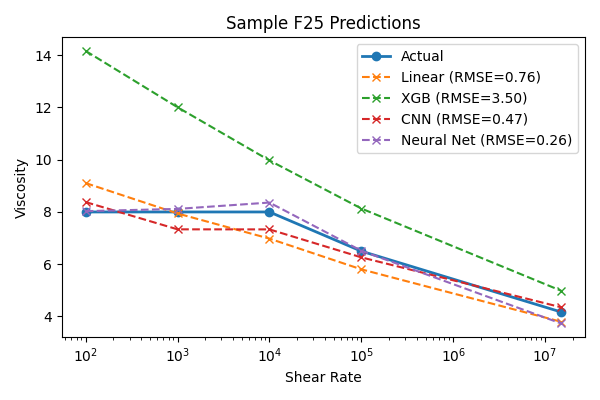 Sample F25 Predictions
Viscosity
14
12
10
8
6
4
Actual
Linear (RMSE=0.76)
XGB (RMSE=3.50)
CNN (RMSE=0.47)
Neural Net (RMSE=0.26)
10²
10³
10⁴
10⁵
10⁶
10⁷
Shear Rate